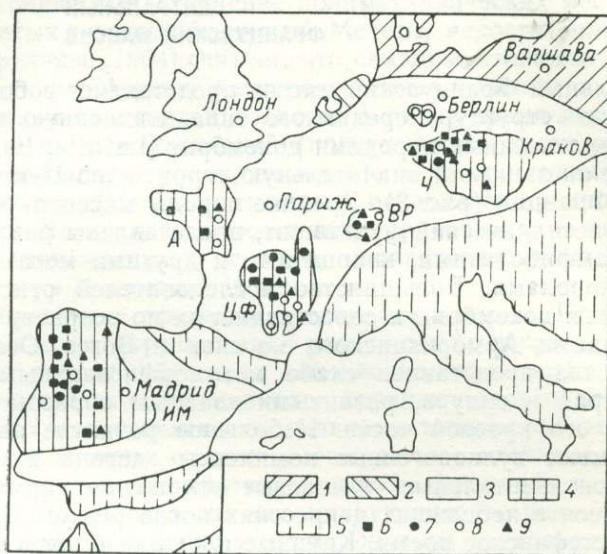 Варшава
Лондон
Берлин
Краков
Ч
Париж
ВР
А
ЦФ
Мадрид
ИМ
1 2 3 4
5 6 7 8 9